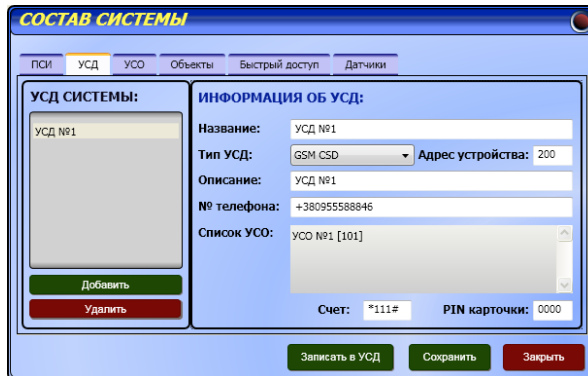 СОСТАВ СИСТЕМЫ
ПСИ УСД УСО Объекты Быстрый доступ Датчики
УСД СИСТЕМЫ:
УСД №1
Добавить
Удалить
ИНФОРМАЦИЯ ОБ УСД:
Название: УСД №1
Тип УСД: GSM CSD Адрес устройства: 200
Описание: УСД №1
№ телефона: +380955588846
Список УСО: УСО №1 [101]
Счет: *111# PIN карточки: 0000
Записать в УСД Сохранить Закрыть